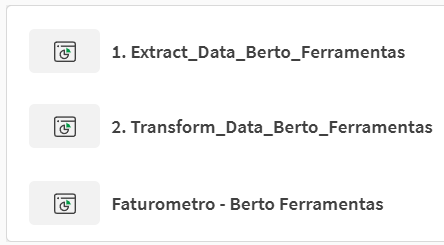 1. Extract_Data_Berto_Ferramentas
2. Transform_Data_Berto_Ferramentas
Faturometro - Berto Ferramentas